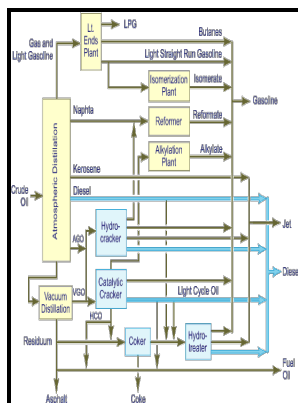 LPG
Gas and
Light Gasoline
Lt.
Ends
Plant
Butanes
Light Straight Run Gasoline
Isomerization
Plant
Isomerate
Gasoline
Naphta
Reformer
Reformate
Alkylation
Plant
Alkylate
Atmospheric Distillation
Kerosene
Diesel
Crude
Oil
Jet
AGO
Hydro-
cracker
Diesel
Vacuum
Distillation
VGO
Catalytic
Cracker
Light Cycle Oil
HCO
Residuum
Coker
Hydro-
treater
Fuel
Oil
Asphalt
Coke